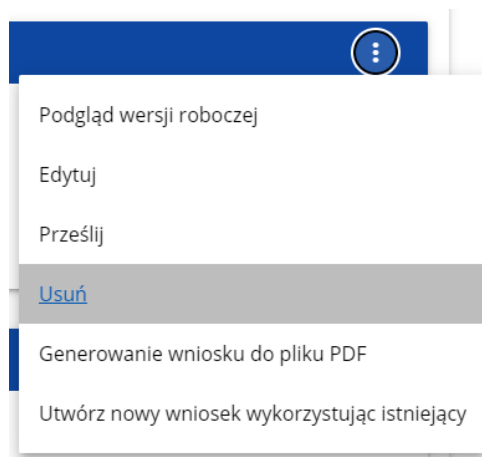 Podgląd wersji roboczej
Edytuj
Prześlij
Usuń
Generowanie wniosku do pliku PDF
Utwórz nowy wniosek wykorzystując istniejący